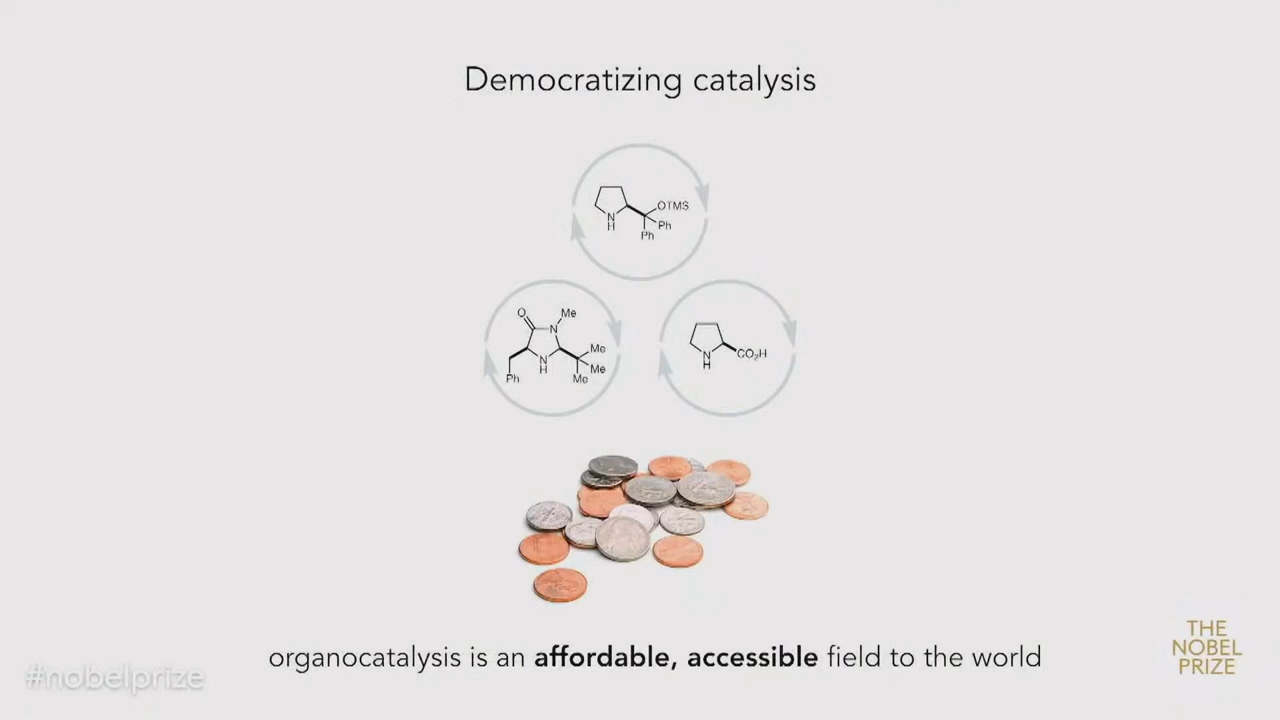 Democratizing catalysis
OTMS
N
H
Ph
Ph
O
Me
N
N
H
Me
Me
Me
Ph
N
H
CO₂H
organocatalysis is an affordable, accessible field to the world
#nobelprize
THE
NOBEL
PRIZE